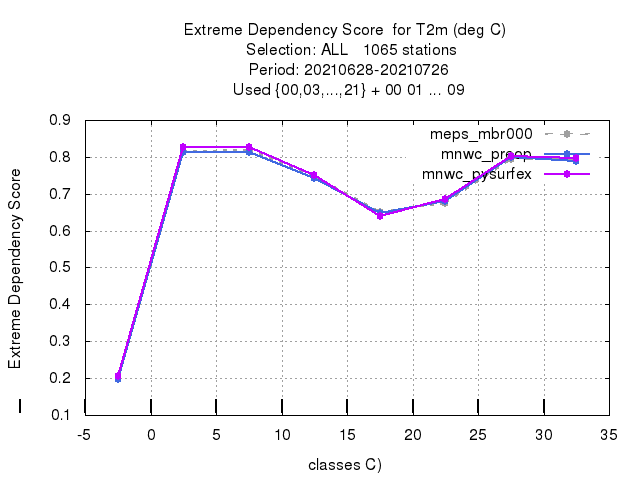 Extreme Dependency Score for T2m (deg C)
Selection: ALL 1065 stations
Period: 20210628-20210726
Used {00,03,...,21} + 00 01 ... 09
meps_mbr000
mnwc_preop
mnwc_pysurfex
Extreme Dependency Score
0.9
0.8
0.7
0.6
0.5
0.4
0.3
0.2
0.1
-5 0 5 10 15 20 25 30 35
classes C)